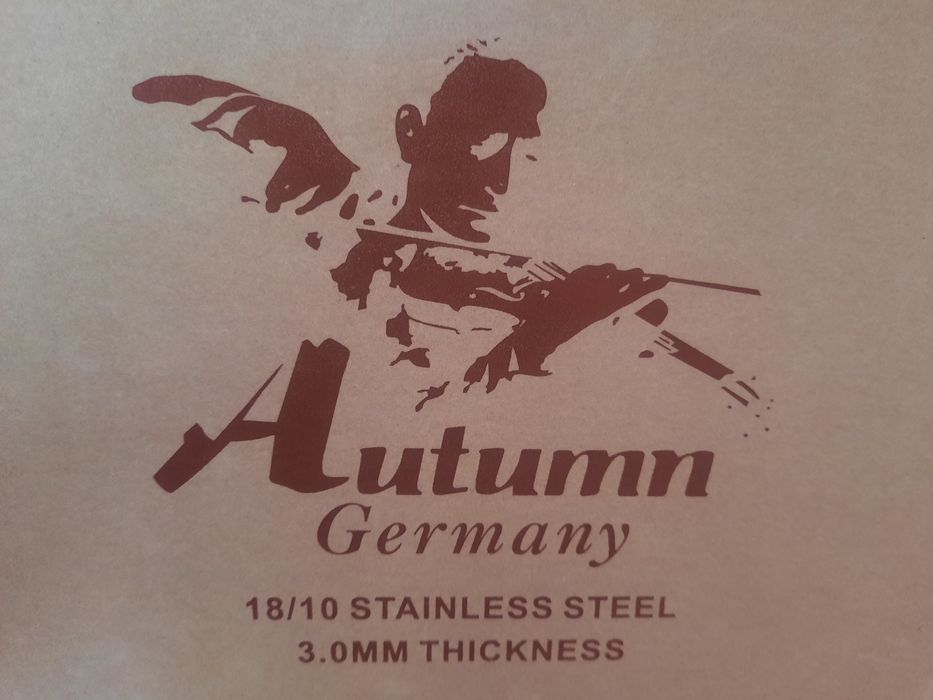 Autumn
Germany
18/10 STAINLESS STEEL
3.0MM THICKNESS